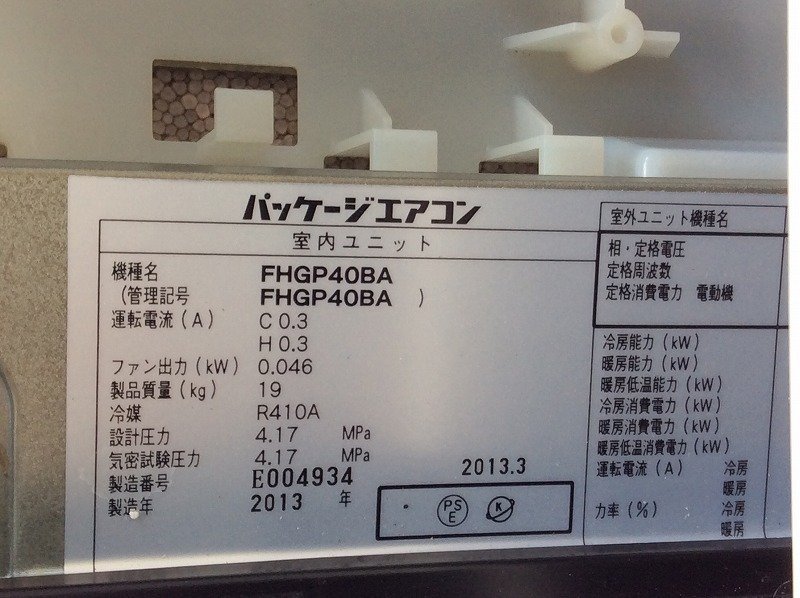 パッケージエアコン
室内ユニット
機種名 FHGP40BA
(管理記号 FHGP40BA )
運転電流(A) C 0.3
H 0.3
ファン出力(kW) 0.046
製品質量(kg) 19
冷媒 R410A
設計圧力 4.17 MPa
気密試験圧力 4.17 MPa
製造番号 E004934
製造年 2013 年
2013.3
PS
E
K
室外ユニット機種名
相・定格電圧
定格周波数
定格消費電力 電動機
冷房能力(kW)
暖房能力(kW)
暖房低温能力(kW)
冷房消費電力(kW)
暖房消費電力(kW)
暖房低温消費電力(kW)
運転電流(A) 冷房
暖房
力率(%) 冷房
暖房